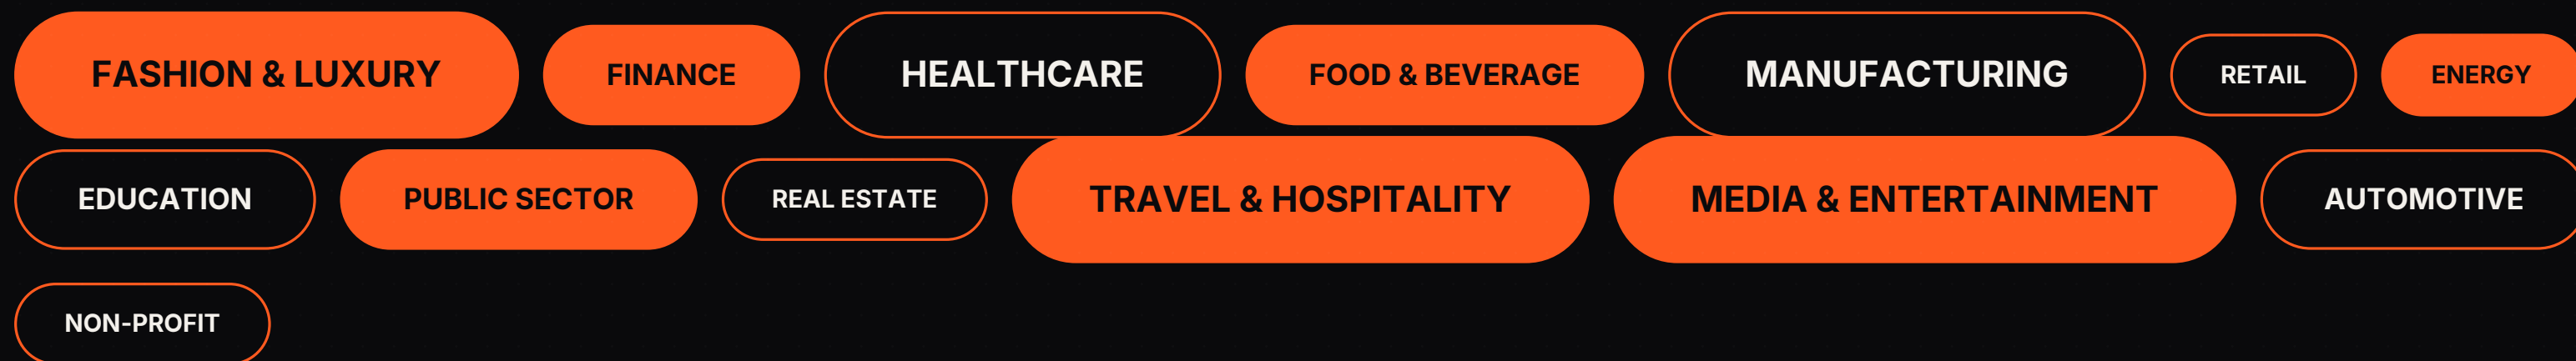 FASHION & LUXURY FINANCE HEALTHCARE FOOD & BEVERAGE MANUFACTURING RETAIL ENERGY
EDUCATION PUBLIC SECTOR REAL ESTATE TRAVEL & HOSPITALITY MEDIA & ENTERTAINMENT AUTOMOTIVE
NON-PROFIT